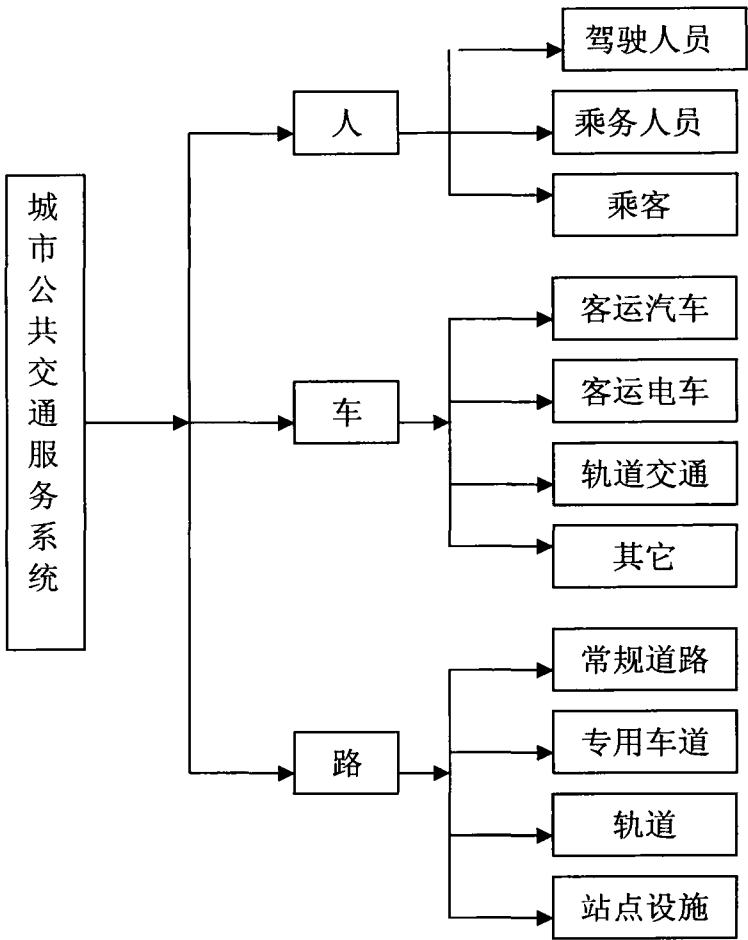 城市公共交通服务系统
人
驾驶人员
乘务人员
乘客
车
客运汽车
客运电车
轨道交通
其它
路
常规道路
专用车道
轨道
站点设施